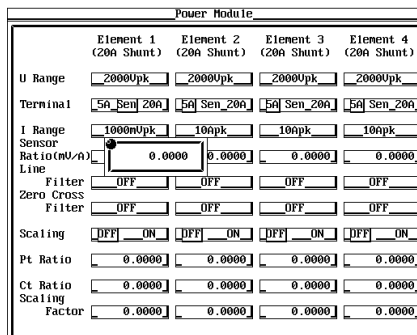 Power Module
Element 1 Element 2 Element 3 Element 4
(20A Shunt) (20A Shunt) (20A Shunt) (20A Shunt)
U Range 2000Vpk 2000Vpk 2000Vpk 2000Vpk
Terminal 5A Sen 20A 5A Sen 20A 5A Sen 20A 5A Sen 20A
I Range 1000mVpk 10Apk 10Apk 10Apk
Sensor
Ratio(mV/A) 0.0000 0.0000 0.0000 0.0000
Line
Filter OFF OFF OFF OFF
Zero Cross
Filter OFF OFF OFF OFF
Scaling OFF ON OFF ON OFF ON OFF ON
Pt Ratio 0.0000 0.0000 0.0000 0.0000
Ct Ratio 0.0000 0.0000 0.0000 0.0000
Scaling
Factor 0.0000 0.0000 0.0000 0.0000